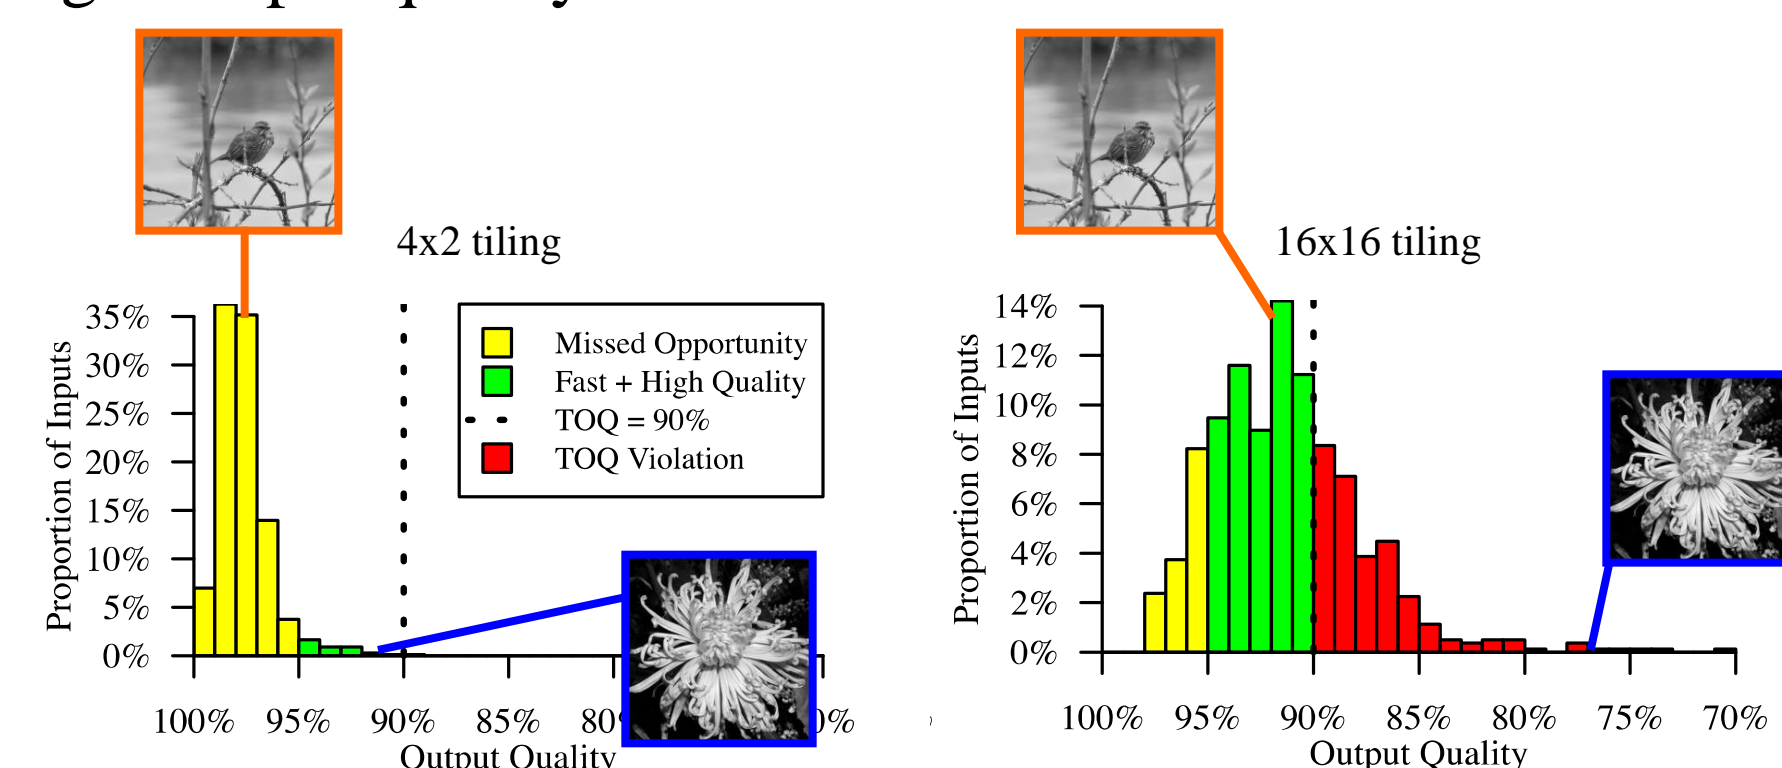 4x2 tiling
35%
30%
25%
20%
15%
10%
5%
0%
Proportion of Inputs
Missed Opportunity
Fast + High Quality
TOQ = 90%
TOQ Violation
100% 95% 90% 85%
Output Quality
16x16 tiling
14%
12%
10%
8%
6%
4%
2%
0%
Proportion of Inputs
100% 95% 90% 85% 80% 75% 70%
Output Quality